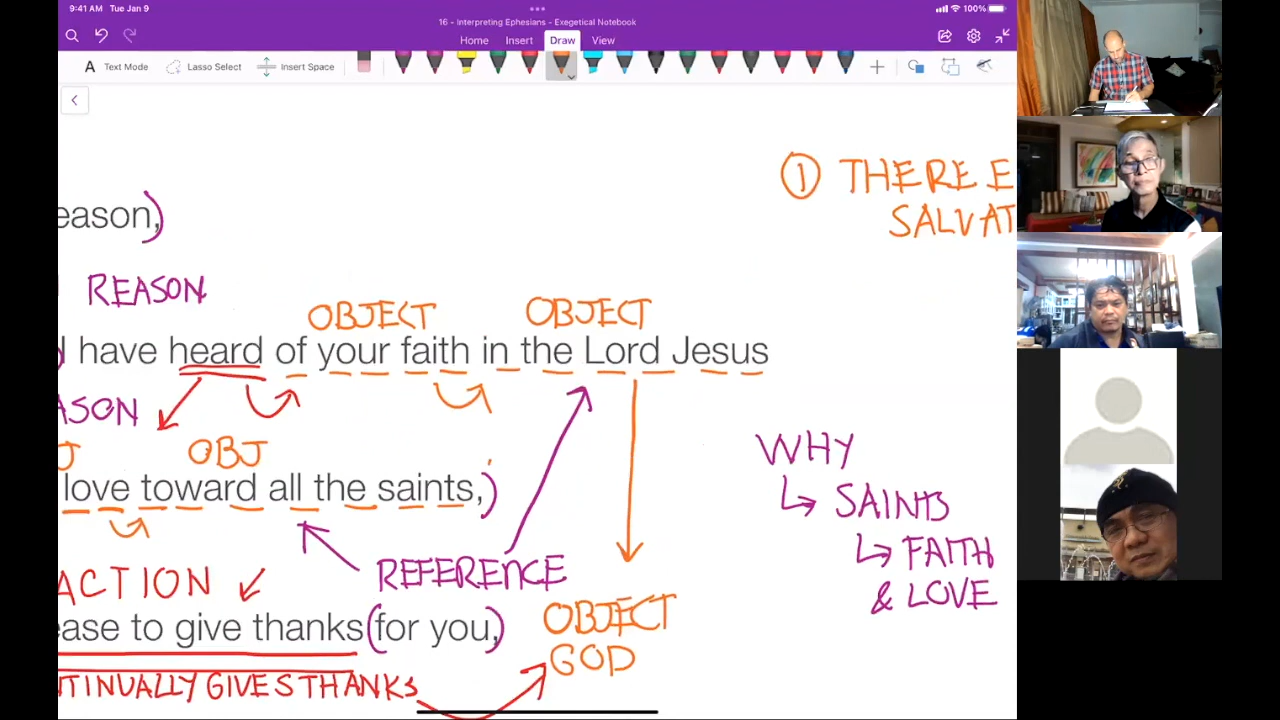 9:41 AM Tue Jan 9
100%
16 - Interpreting Ephesians - Exegetical Notebook
Home Insert Draw View
A Text Mode Lasso Select Insert Space
① THERE E
SALVAT
eason,)
REASON
OBJECT OBJECT
have heard of your faith in the Lord Jesus
ASON
OBJ
WHY
love toward all the saints,)
↳ SAINTS
↳ FAITH
& LOVE
REFERENCE
ACTION
ease to give thanks (for you,)
OBJECT
GOD
NTINUALLY GIVES THANKS